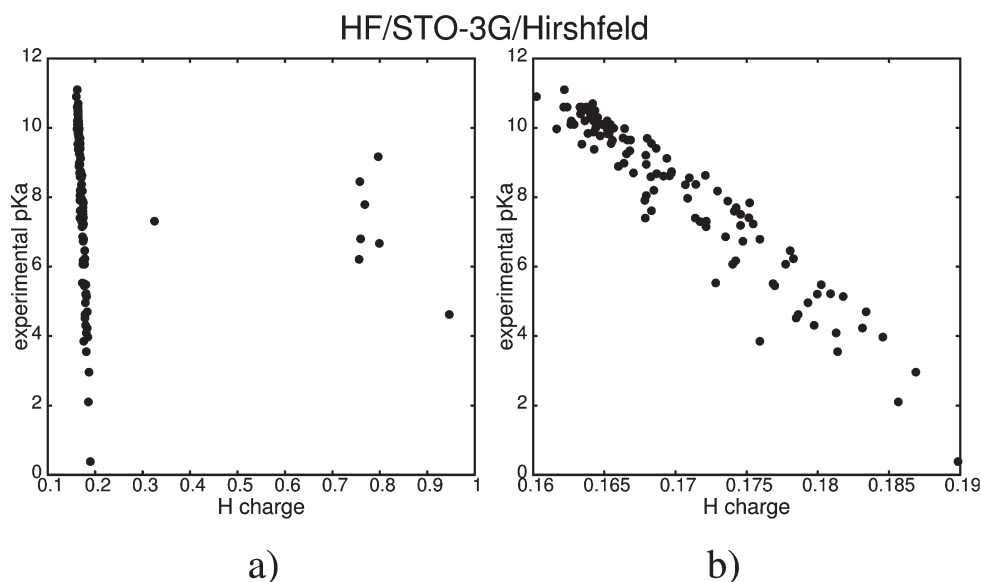 HF/STO-3G/Hirshfeld
12
10
8
6
4
2
0
experimental pKa
0.1 0.2 0.3 0.4 0.5 0.6 0.7 0.8 0.9 1
H charge
a)
12
10
8
6
4
2
0
experimental pKa
0.16 0.165 0.17 0.175 0.18 0.185 0.19
H charge
b)